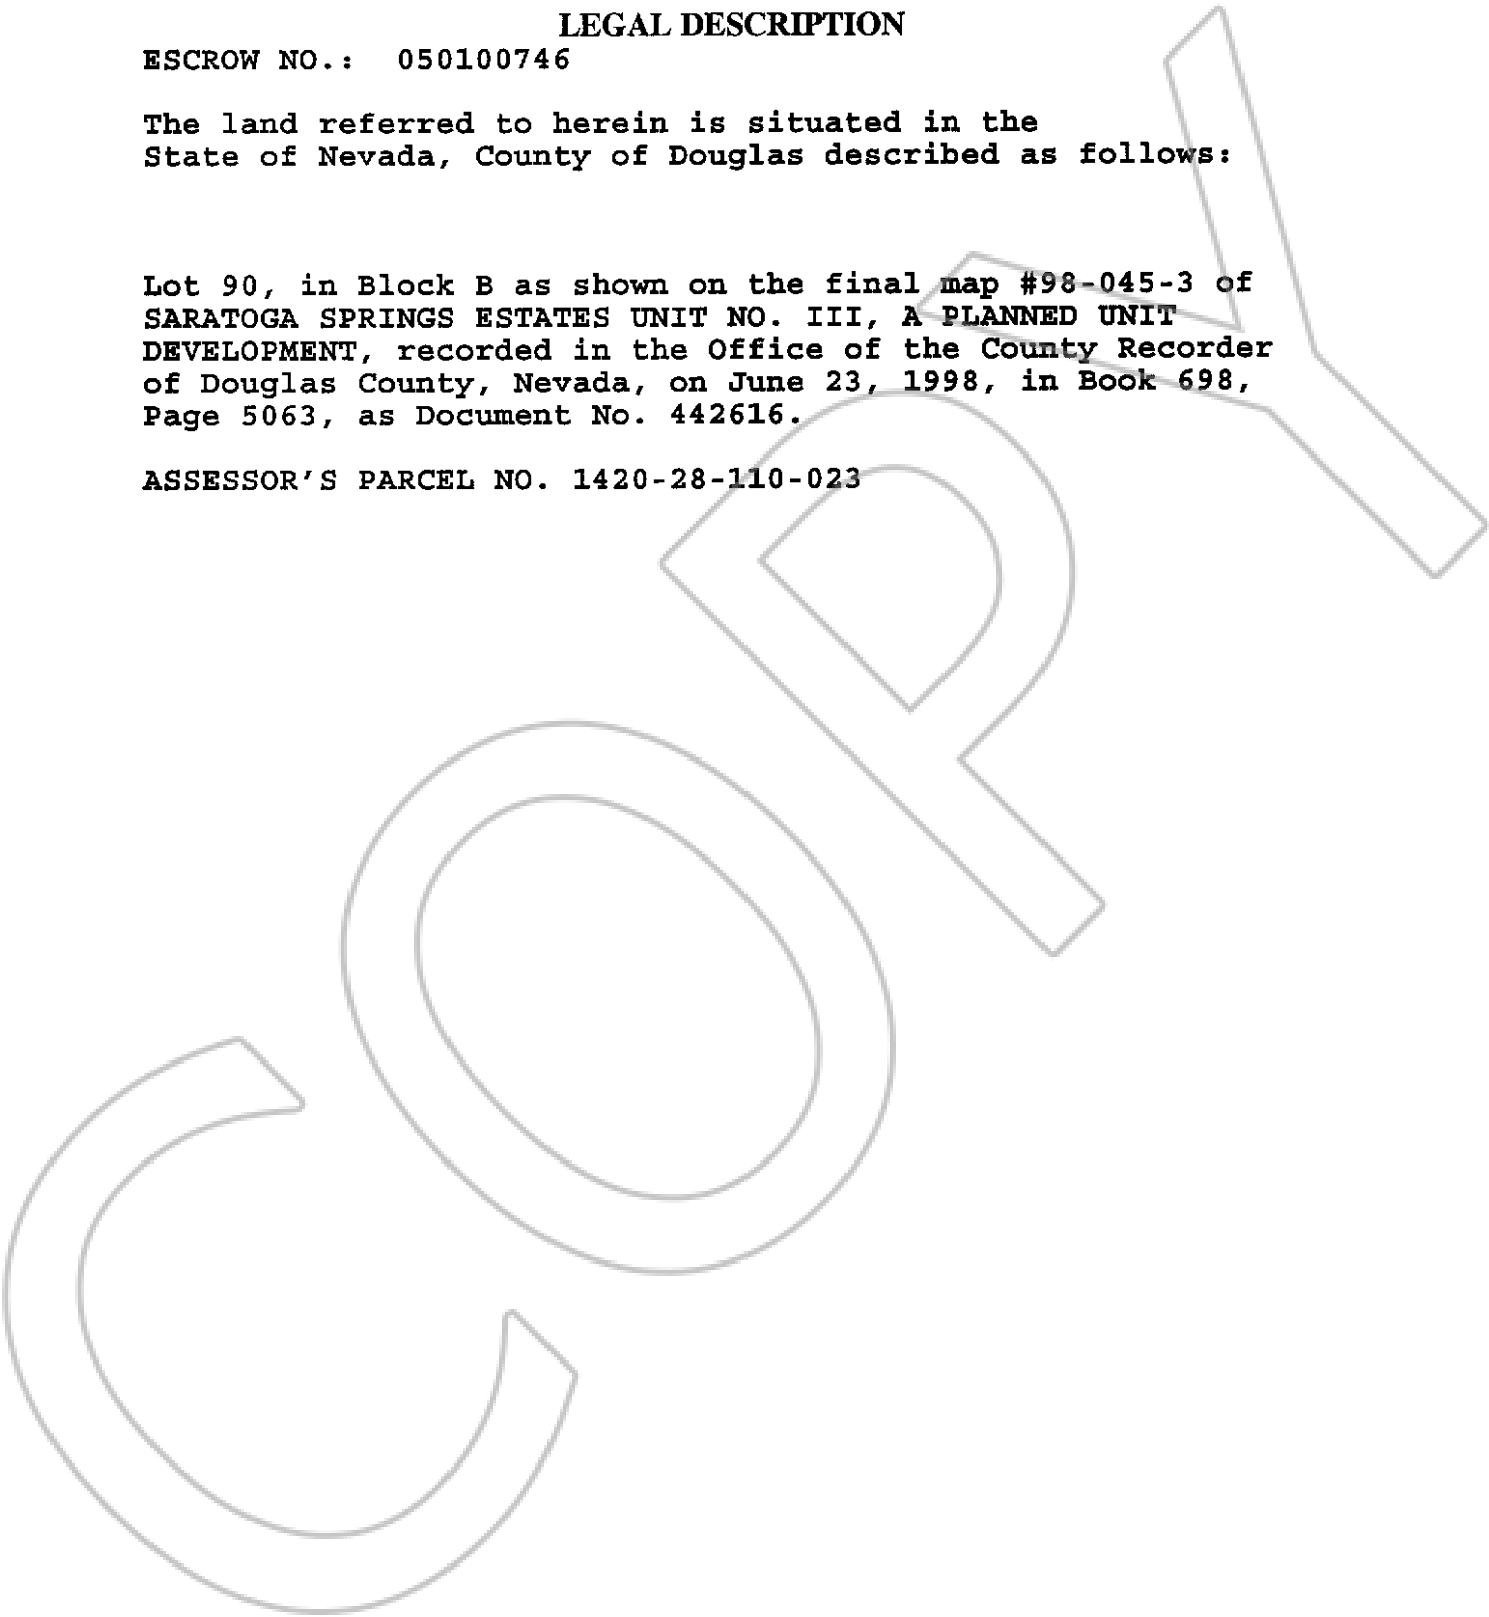 LEGAL DESCRIPTION
ESCROW NO.: 050100746
The land referred to herein is situated in the
State of Nevada, County of Douglas described as follows:
Lot 90, in Block B as shown on the final map #98-045-3 of
SARATOGA SPRINGS ESTATES UNIT NO. III, A PLANNED UNIT
DEVELOPMENT, recorded in the Office of the County Recorder
of Douglas County, Nevada, on June 23, 1998, in Book 698,
Page 5063, as Document No. 442616.
ASSESSOR'S PARCEL NO. 1420-28-110-023
COPY